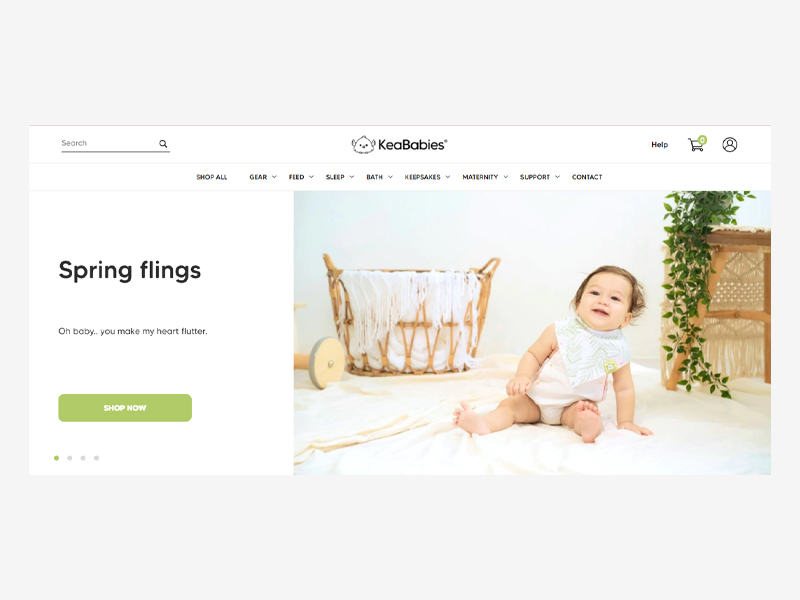 Search
KeaBabies®
Help
0
SHOP ALL GEAR FEED SLEEP BATH KEEPSAKES MATERNITY SUPPORT CONTACT
Spring flings
Oh baby.. you make my heart flutter.
SHOP NOW